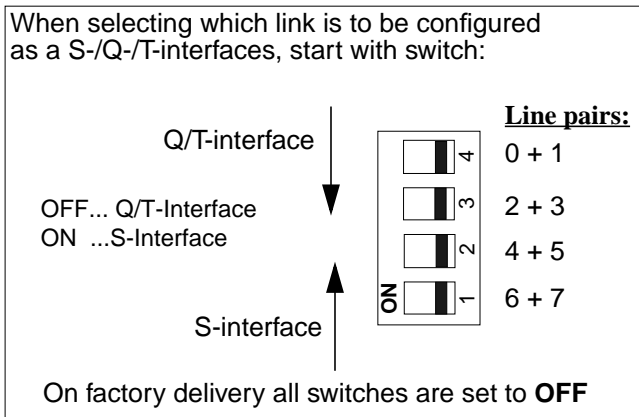 When selecting which link is to be configured
as a S-/Q-/T-interfaces, start with switch:
Line pairs:
Q/T-interface
4
0 + 1
OFF... Q/T-Interface
3
2 + 3
ON ...S-Interface
2
4 + 5
ON
1
6 + 7
S-interface
On factory delivery all switches are set to OFF